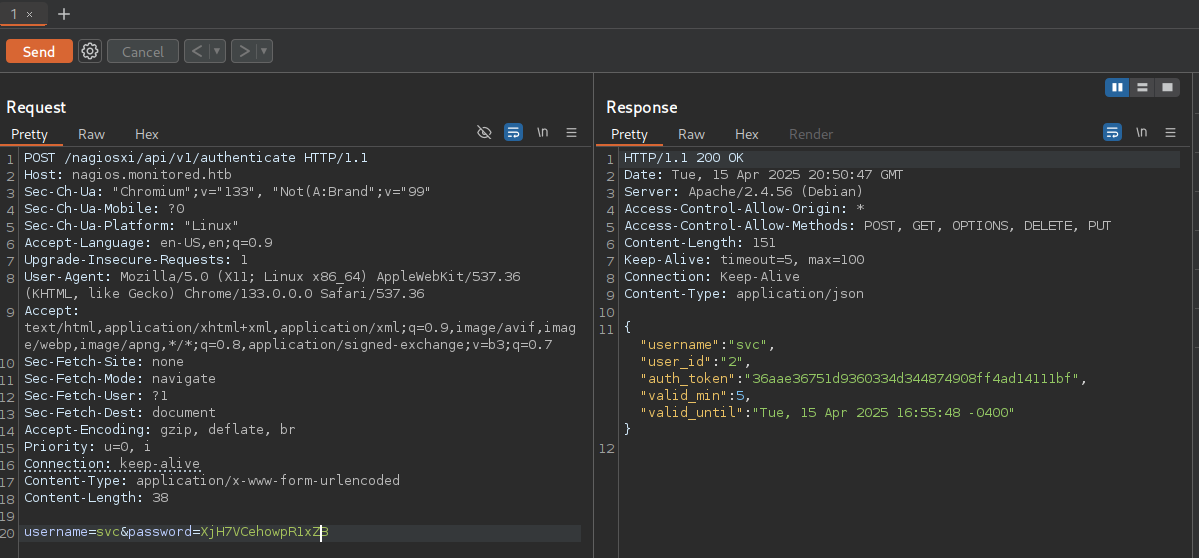 1 ×
+
Send
Cancel
<
>
Request
Pretty Raw Hex
\n
1 POST /nagiosxi/api/v1/authenticate HTTP/1.1
2 Host: nagios.monitored.htb
3 Sec-Ch-Ua: "Chromium";v="133", "Not(A:Brand";v="99"
4 Sec-Ch-Ua-Mobile: ?0
5 Sec-Ch-Ua-Platform: "Linux"
6 Accept-Language: en-US,en;q=0.9
7 Upgrade-Insecure-Requests: 1
8 User-Agent: Mozilla/5.0 (X11; Linux x86_64) AppleWebKit/537.36
(KHTML, like Gecko) Chrome/133.0.0.0 Safari/537.36
9 Accept:
text/html,application/xhtml+xml,application/xml;q=0.9,image/avif,imag
e/webp,image/apng,*/*;q=0.8,application/signed-exchange;v=b3;q=0.7
10 Sec-Fetch-Site: none
11 Sec-Fetch-Mode: navigate
12 Sec-Fetch-User: ?1
13 Sec-Fetch-Dest: document
14 Accept-Encoding: gzip, deflate, br
15 Priority: u=0, i
16 Connection: keep-alive
17 Content-Type: application/x-www-form-urlencoded
18 Content-Length: 38
19
20 username=svc&password=XjH7VCehowpR1xZB
Response
Pretty Raw Hex Render
\n
1 HTTP/1.1 200 OK
2 Date: Tue, 15 Apr 2025 20:50:47 GMT
3 Server: Apache/2.4.56 (Debian)
4 Access-Control-Allow-Origin: *
5 Access-Control-Allow-Methods: POST, GET, OPTIONS, DELETE, PUT
6 Content-Length: 151
7 Keep-Alive: timeout=5, max=100
8 Connection: Keep-Alive
9 Content-Type: application/json
10
11 {
"username":"svc",
"user_id":"2",
"auth_token":"36aae36751d9360334d344874908ff4ad14111bf",
"valid_min":5,
"valid_until":"Tue, 15 Apr 2025 16:55:48 -0400"
}
12